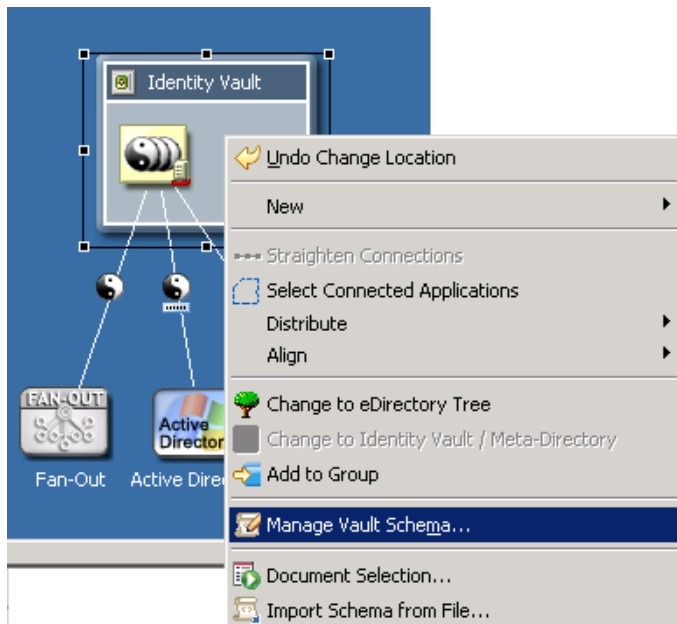 Identity Vault
Undo Change Location
New
Straighten Connections
Select Connected Applications
Distribute
Align
Change to eDirectory Tree
Change to Identity Vault / Meta-Directory
Add to Group
Manage Vault Schema...
Document Selection...
Import Schema from File...
FAN-OUT
Fan-Out
Active
Director
Active Dire